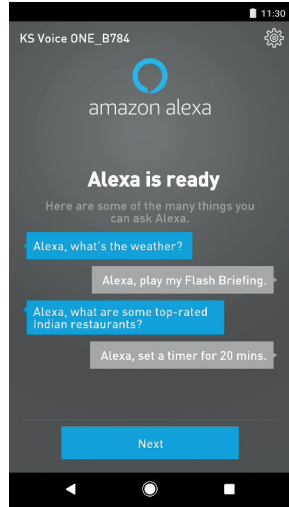 11:30
KS Voice ONE_B784
amazon alexa
Alexa is ready
Here are some of the many things you
can ask Alexa.
Alexa, what's the weather?
Alexa, play my Flash Briefing.
Alexa, what are some top-rated
Indian restaurants?
Alexa, set a timer for 20 mins.
Next